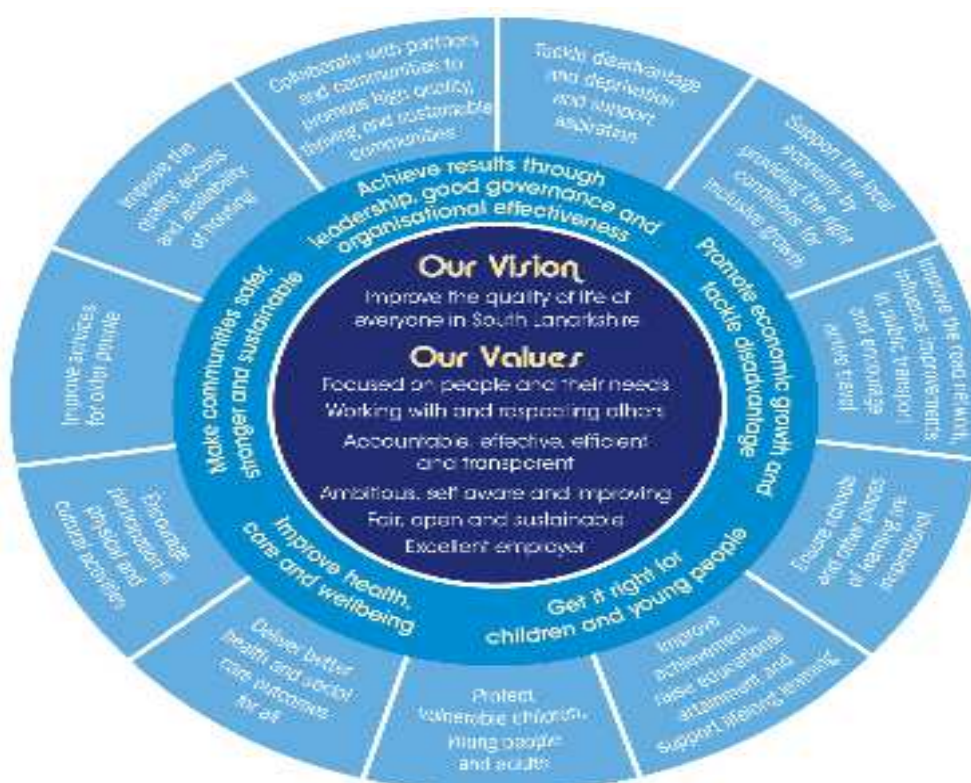 Our Vision
Improve the quality of life of
everyone in South Lanarkshire
Our Values
Focused on people and their needs
Working with and respecting others
Accountable, effective, efficient
and transparent
Ambitious, self aware and improving
Fair, open and sustainable
Excellent employer
Achieve results through
leadership, good governance and
organisational effectiveness
Promote economic growth and
tackle disadvantage
Get it right for
children and young people
Improve health,
care and wellbeing
Make communities safer,
stronger and sustainable
Collaborate with partners
and communities to
promote high quality,
thriving and sustainable
communities
Tackle disadvantage
and deprivation
and support
aspiration
Support the local
economy by
providing the right
conditions for
inclusive growth
Improve the road network,
influence improvements
in public transport
and encourage
active travel
Ensure schools
and other places
of learning are
inspirational
Improve
achievement,
raise educational
attainment and
support lifelong learning
Protect
vulnerable children,
young people
and adults
Deliver better
health and social
care outcomes
for all
Encourage
participation in
physical and
cultural activities
Improve services
for older people
Improve the
quality, access
and availability
of housing